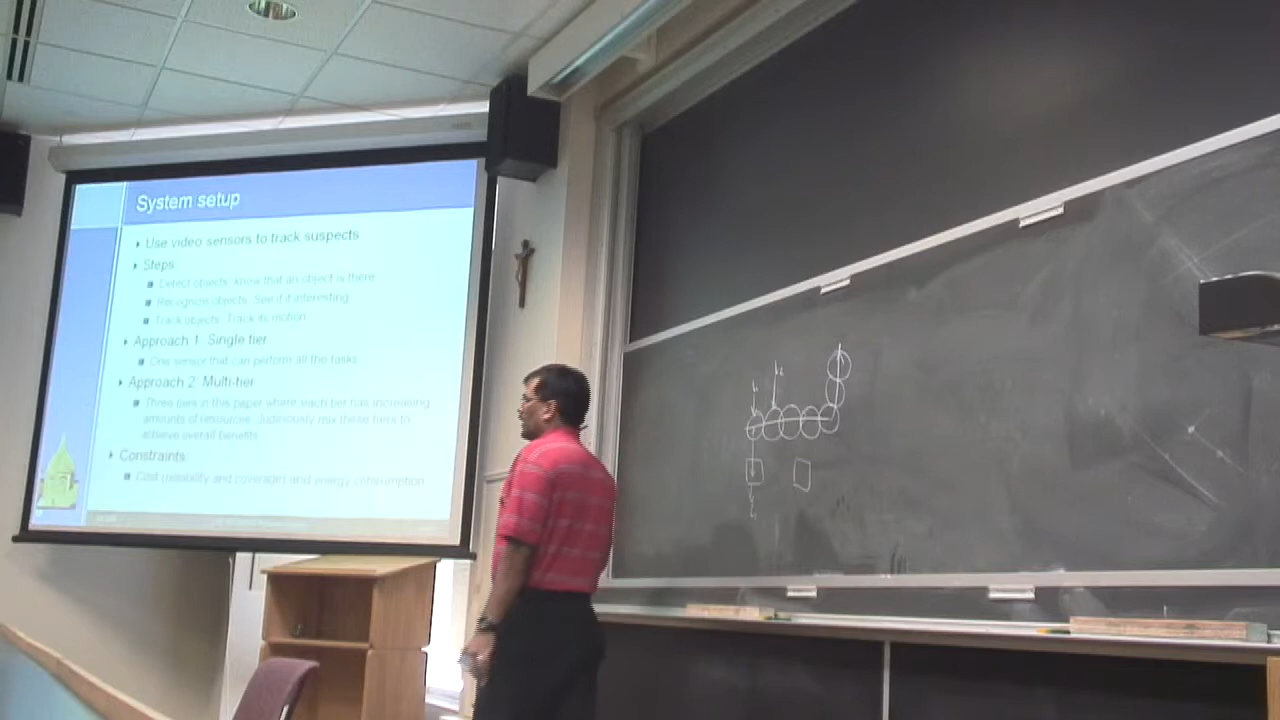 System setup
Use video sensors to track suspects
Steps
Detect objects: know that an object is there
Recognize objects: See if it interesting
Track objects: Track its motion
Approach 1: Single tier
One sensor that can perform all the tasks
Approach 2: Multi-tier
Three tiers in this paper where each tier has increasing
amounts of resources. Judiciously mix these tiers to
achieve overall benefits
Constraints:
Cost (reliability and coverage) and energy consumption